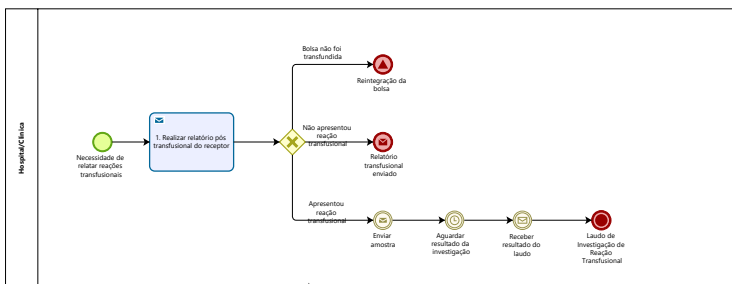 Hospital/Clínica
Necessidade de
relatar reações
transfusionais
1. Realizar relatório pós
transfusional do receptor
Bolsa não foi
transfundida
Reintegração da
bolsa
Não apresentou
reação
transfusional
Relatório
transfusional
enviado
Apresentou
reação
transfusional
Enviar
amostra
Aguardar
resultado da
investigação
Receber
resultado do
laudo
Laudo de
Investigação de
Reação
Transfusional